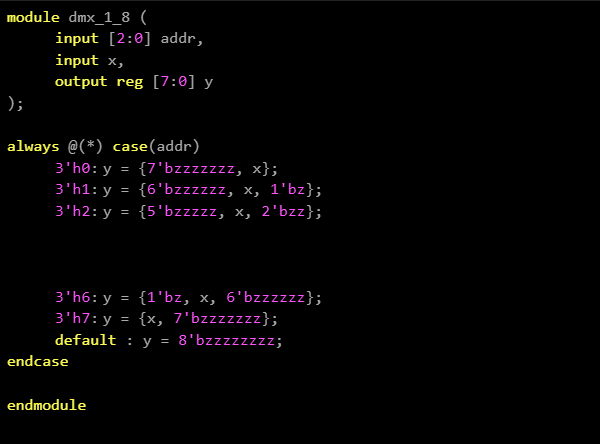 module dmx_1_8 (
input [2:0] addr,
input x,
output reg [7:0] y
);
always @(*) case(addr)
3'h0: y = {7'bzzzzzzz, x};
3'h1: y = {6'bzzzzzz, x, 1'bz};
3'h2: y = {5'bzzzzz, x, 2'bzz};
3'h6: y = {1'bz, x, 6'bzzzzzz};
3'h7: y = {x, 7'bzzzzzzz};
default : y = 8'bzzzzzzzz;
endcase
endmodule